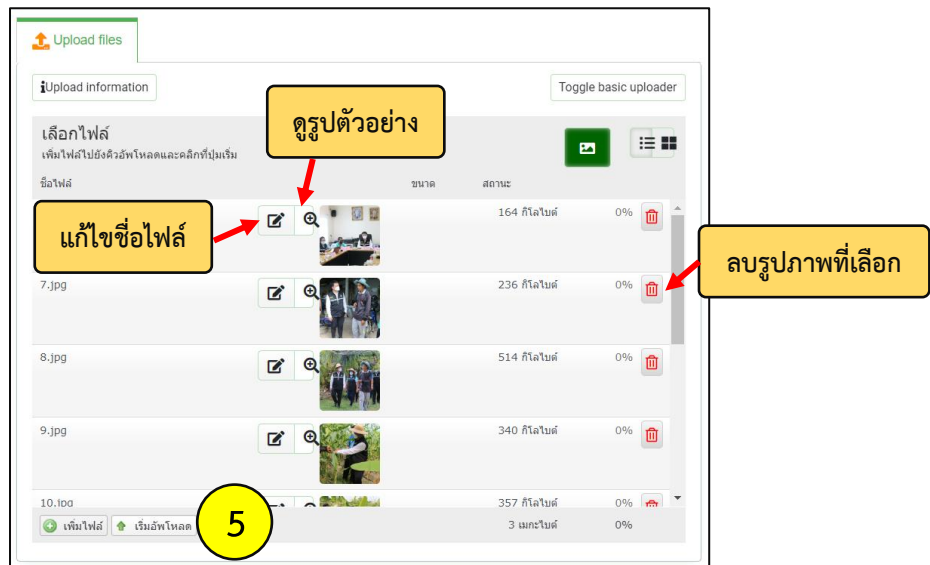 Upload files
Upload information
Toggle basic uploader
ดูรูปตัวอย่าง
เลือกไฟล์
เพิ่มไฟล์ไปยังคิวอัพโหลดและคลิกที่ปุ่มเริ่ม
ชื่อไฟล์ ขนาด สถานะ
164 กิโลไบต์ 0%
แก้ไขชื่อไฟล์
ลบรูปภาพที่เลือก
7.jpg 236 กิโลไบต์ 0%
8.jpg 514 กิโลไบต์ 0%
9.jpg 340 กิโลไบต์ 0%
10.jpg 357 กิโลไบต์ 0%
เพิ่มไฟล์ เริ่มอัพโหลด 5 3 เมกะไบต์ 0%